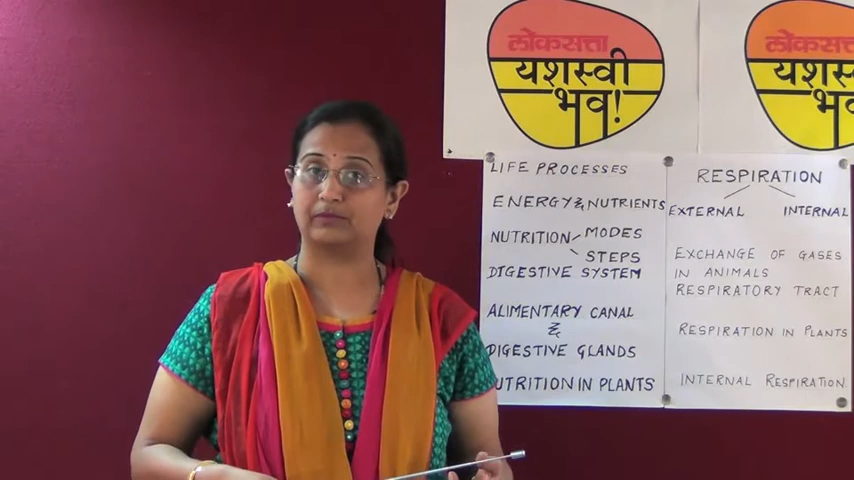 लोकसत्ता
यशस्वी
भव!
लोकसत्ता
यशस्वी
भव
LIFE PROCESSES
ENERGY & NUTRIENTS
NUTRITION MODES
STEPS
DIGESTIVE SYSTEM
ALIMENTARY CANAL
&
DIGESTIVE GLANDS
NUTRITION IN PLANTS
RESPIRATION
EXTERNAL INTERNAL
EXCHANGE OF GASES
IN ANIMALS
RESPIRATORY TRACT
RESPIRATION IN PLANTS
INTERNAL RESPIRATION